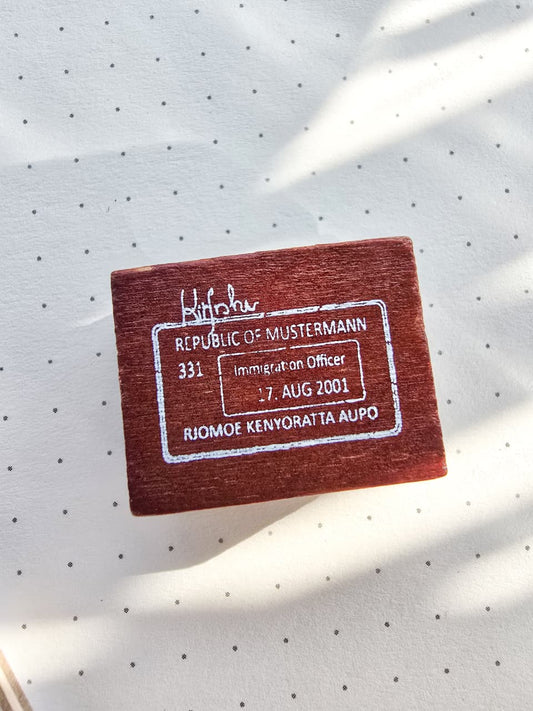 REPUBLIC OF MUSTERMANN
331
Immigration Officer
17. AUG 2001
RJOMOE KENYORATTA AUPO